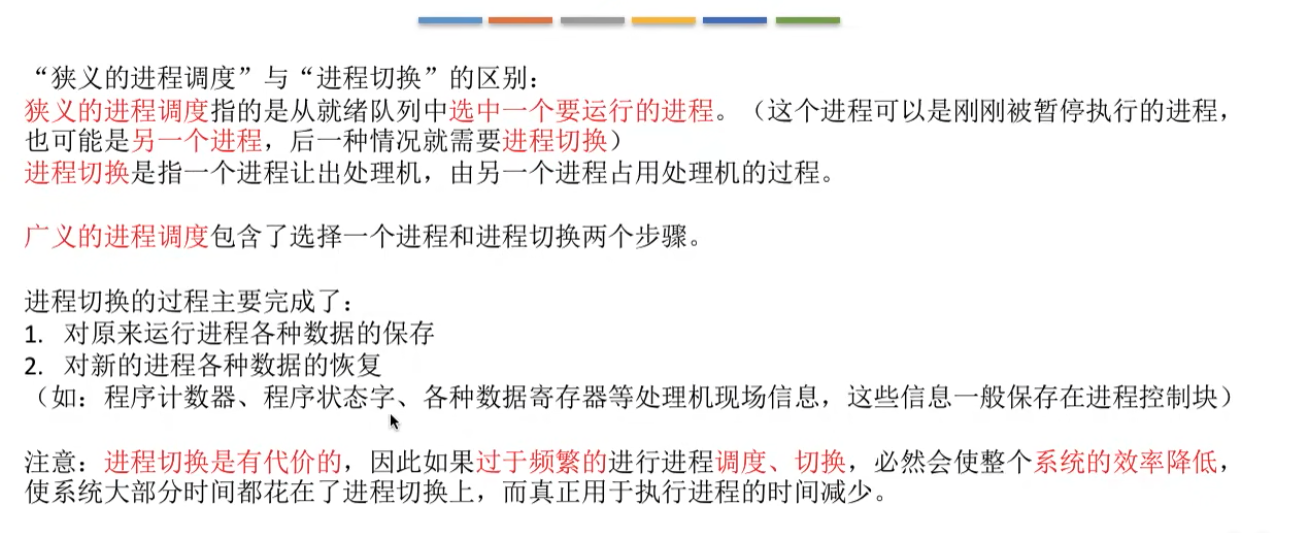 “狭义的进程调度”与“进程切换”的区别：
狭义的进程调度指的是从就绪队列中选中一个要运行的进程。（这个进程可以是刚刚被暂停执行的进程，
也可能是另一个进程，后一种情况就需要进程切换）
进程切换是指一个进程让出处理机，由另一个进程占用处理机的过程。
广义的进程调度包含了选择一个进程和进程切换两个步骤。
进程切换的过程主要完成了：
1. 对原来运行进程各种数据的保存
2. 对新的进程各种数据的恢复
（如：程序计数器、程序状态字、各种数据寄存器等处理机现场信息，这些信息一般保存在进程控制块）
注意：进程切换是有代价的，因此如果过于频繁的进行进程调度、切换，必然会使整个系统的效率降低，
使系统大部分时间都花在了进程切换上，而真正用于执行进程的时间减少。